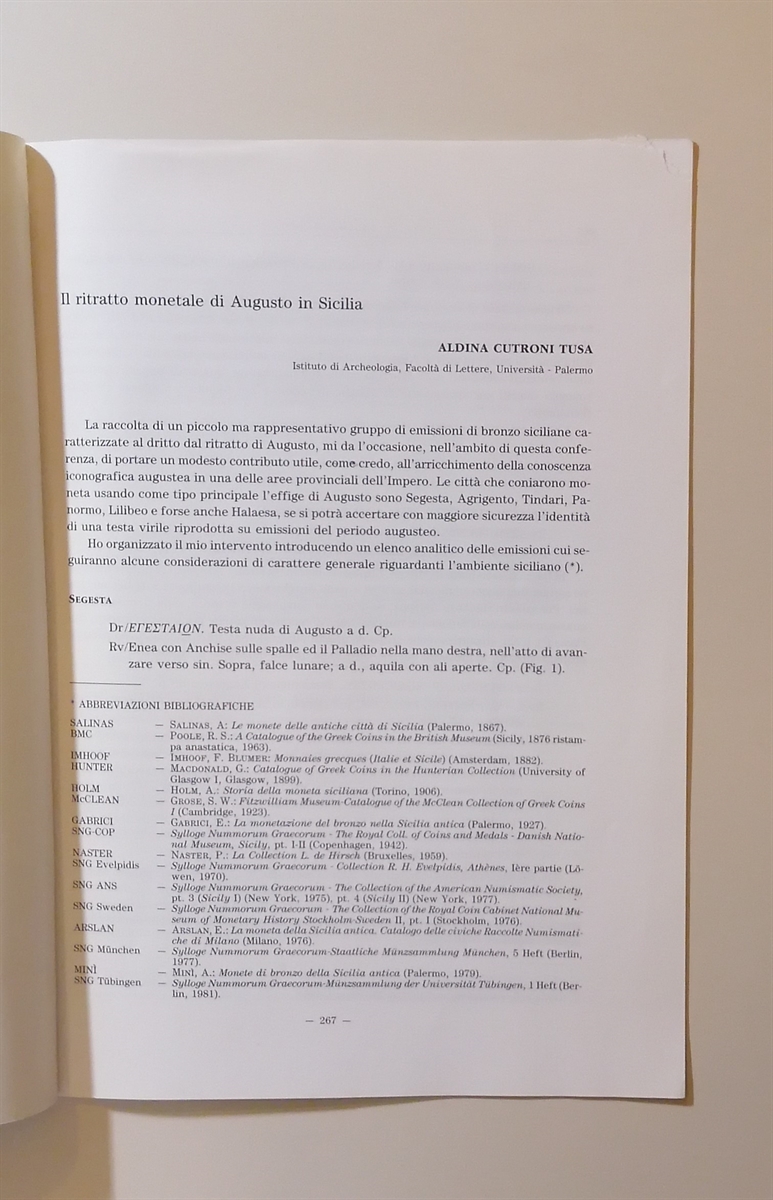 Il ritratto monetale di Augusto in Sicilia
ALDINA CUTRONI TUSA
Istituto di Archeologia, Facoltà di Lettere, Università - Palermo
La raccolta di un piccolo ma rappresentativo gruppo di emissioni di bronzo siciliane ca-
ratterizzate al dritto dal ritratto di Augusto, mi da l'occasione, nell'ambito di questa confe-
renza, di portare un modesto contributo utile, come credo, all'arricchimento della conoscenza
iconografica augustea in una delle aree provinciali dell'Impero. Le città che coniarono mo-
neta usando come tipo principale l'effige di Augusto sono Segesta, Agrigento, Tindari, Pa-
normo, Lilibeo e forse anche Halaesa, se si potrà accertare con maggiore sicurezza l'identità
di una testa virile riprodotta su emissioni del periodo augusteo.
Ho organizzato il mio intervento introducendo un elenco analitico delle emissioni cui se-
guiranno alcune considerazioni di carattere generale riguardanti l'ambiente siciliano (*).
SEGESTA
Dr/ΕΓΕΣΤΑΙΩΝ. Testa nuda di Augusto a d. Cp.
Rv/Enea con Anchise sulle spalle ed il Palladio nella mano destra, nell'atto di avan-
zare verso sin. Sopra, falce lunare; a d., aquila con ali aperte. Cp. (Fig. 1).
* ABBREVIAZIONI BIBLIOGRAFICHE
SALINAS — SALINAS, A: Le monete delle antiche città di Sicilia (Palermo, 1867).
BMC — POOLE, R. S.: A Catalogue of the Greek Coins in the British Museum (Sicily, 1876 ristam-
pa anastatica, 1963).
IMHOOF — IMHOOF, F. BLUMER: Monnaies grecques (Italie et Sicile) (Amsterdam, 1882).
HUNTER — MACDONALD, G.: Catalogue of Greek Coins in the Hunterian Collection (University of
Glasgow I, Glasgow, 1899).
HOLM — HOLM, A.: Storia della moneta siciliana (Torino, 1906).
McCLEAN — GROSE, S. W.: Fitzwilliam Museum-Catalogue of the McClean Collection of Greek Coins
I (Cambridge, 1923).
GABRICI — GABRICI, E.: La monetazione del bronzo nella Sicilia antica (Palermo, 1927).
SNG-COP — Sylloge Nummorum Graecorum - The Royal Coll. of Coins and Medals - Danish Natio-
nal Museum, Sicily, pt. I-II (Copenhagen, 1942).
NASTER — NASTER, P.: La Collection L. de Hirsch (Bruxelles, 1959).
SNG Evelpidis — Sylloge Nummorum Graecorum - Collection R. H. Evelpidis, Athènes, Ière partie (Lö-
wen, 1970).
SNG ANS — Sylloge Nummorum Graecorum - The Collection of the American Numismatic Society,
pt. 3 (Sicily I) (New York, 1975), pt. 4 (Sicily II) (New York, 1977).
SNG Sweden — Sylloge Nummorum Graecorum - The Collection of the Royal Coin Cabinet National Mu-
seum of Monetary History Stockholm-Sweden II, pt. I (Stockholm, 1976).
ARSLAN — ARSLAN, E.: La moneta della Sicilia antica. Catalogo delle civiche Raccolte Numismati-
che di Milano (Milano, 1976).
SNG München — Sylloge Nummorum Graecorum-Staatliche Münzsammlung München, 5 Heft (Berlin,
1977).
MINÌ — MINÌ, A.: Monete di bronzo della Sicilia antica (Palermo, 1979).
SNG Tübingen — Sylloge Nummorum Graecorum-Münzsammlung der Universität Tübingen, 1 Heft (Ber-
lin, 1981).
— 267 —